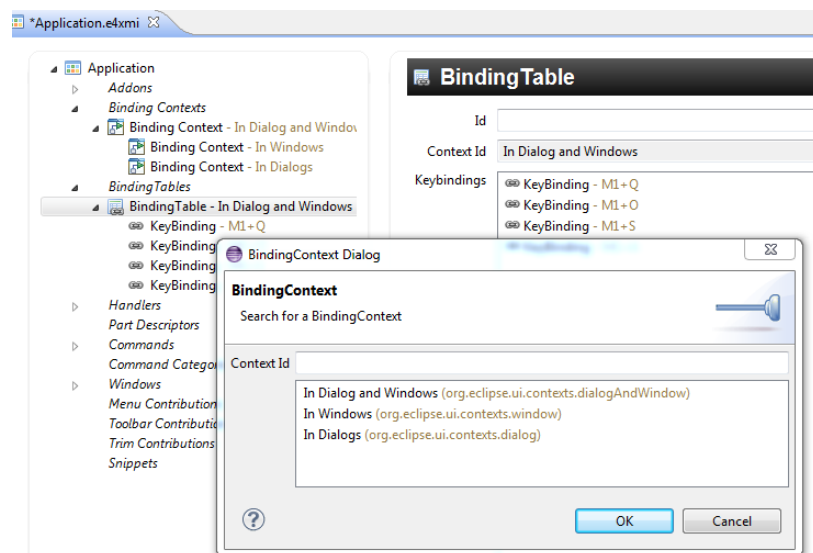 *Application.e4xmi
Application
Addons
Binding Contexts
Binding Context - In Dialog and Window
Binding Context - In Windows
Binding Context - In Dialogs
BindingTables
BindingTable - In Dialog and Windows
KeyBinding - M1+Q
KeyBinding
KeyBinding
KeyBinding
Handlers
Part Descriptors
Commands
Command Catego
Windows
Menu Contribution
Toolbar Contributio
Trim Contributions
Snippets
BindingTable
Id
Context Id In Dialog and Windows
Keybindings KeyBinding - M1+Q
KeyBinding - M1+O
KeyBinding - M1+S
BindingContext Dialog
BindingContext
Search for a BindingContext
Context Id
In Dialog and Windows (org.eclipse.ui.contexts.dialogAndWindow)
In Windows (org.eclipse.ui.contexts.window)
In Dialogs (org.eclipse.ui.contexts.dialog)
?
OK Cancel